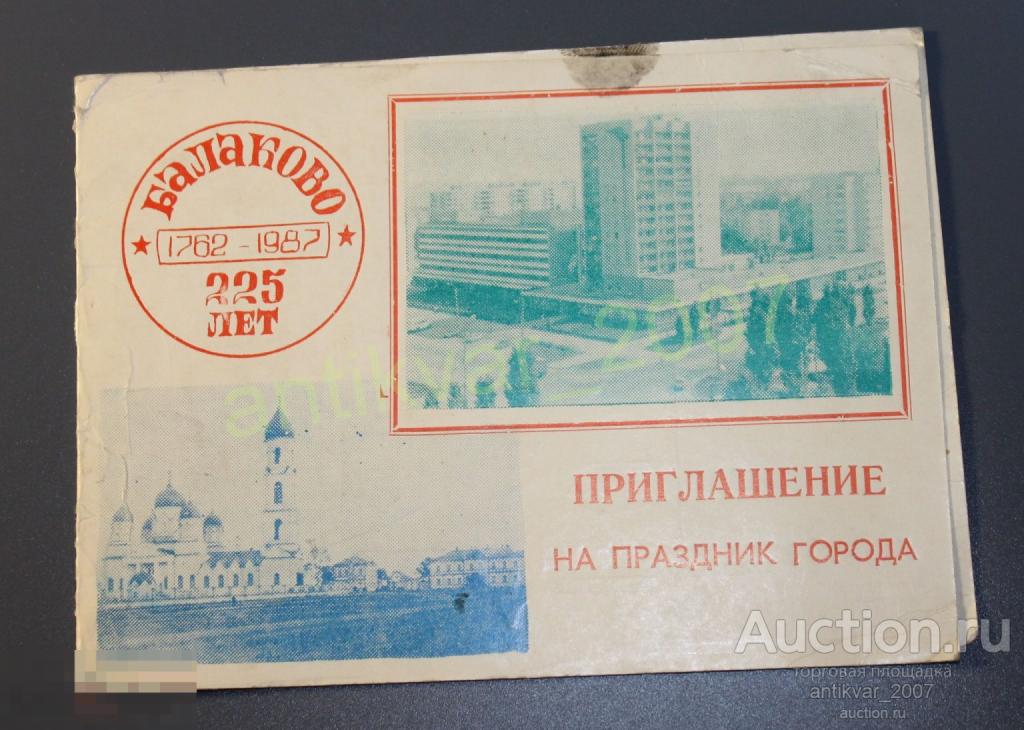 БАЛАКОВО
1762-1987
225
ЛЕТ
antikvar_2007
ПРИГЛАШЕНИЕ
НА ПРАЗДНИК ГОРОДА
Auction.ru
торговая площадка
antikvar_2007
auction.ru